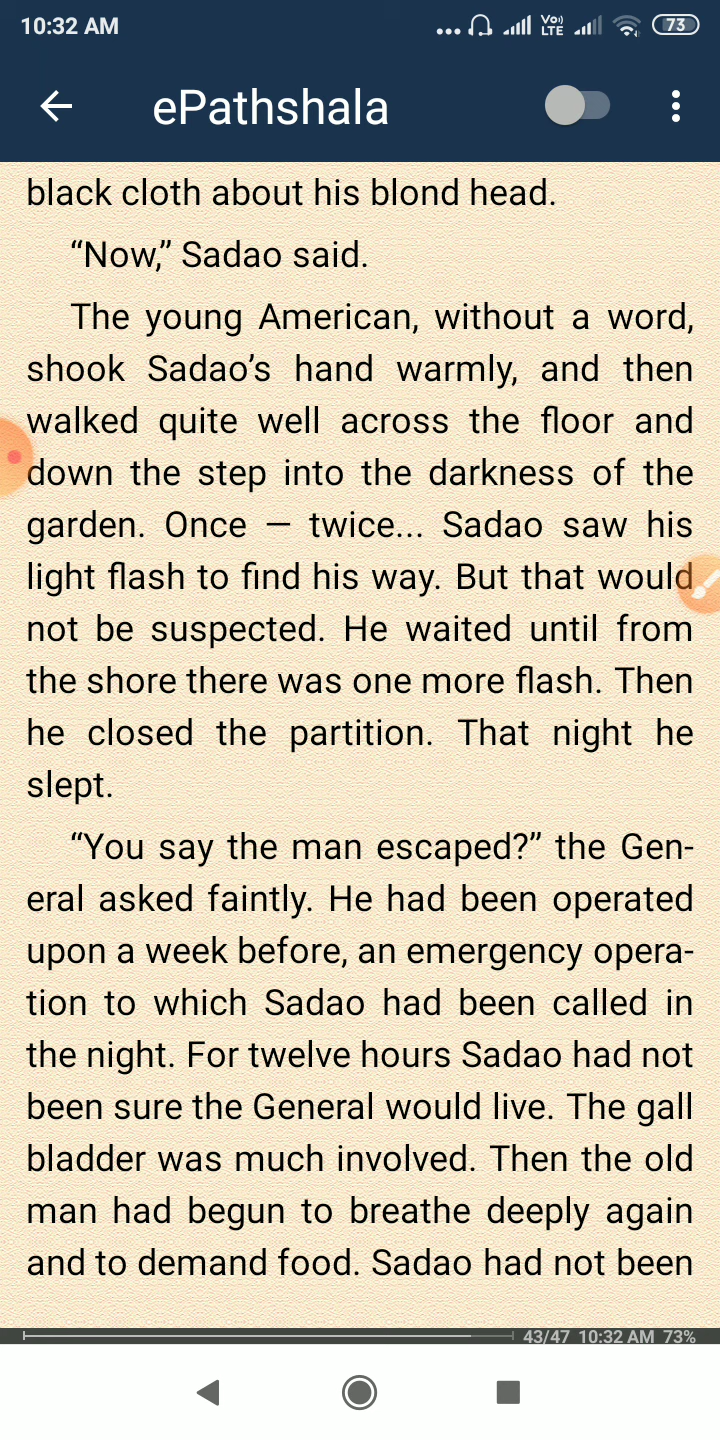 10:32 AM
Vo)) LTE
73
ePathshala
black cloth about his blond head.
“Now,” Sadao said.
The young American, without a word,
shook Sadao’s hand warmly, and then
walked quite well across the floor and
down the step into the darkness of the
garden. Once — twice... Sadao saw his
light flash to find his way. But that would
not be suspected. He waited until from
the shore there was one more flash. Then
he closed the partition. That night he
slept.
“You say the man escaped?” the Gen-
eral asked faintly. He had been operated
upon a week before, an emergency opera-
tion to which Sadao had been called in
the night. For twelve hours Sadao had not
been sure the General would live. The gall
bladder was much involved. Then the old
man had begun to breathe deeply again
and to demand food. Sadao had not been
43/47 10:32 AM 73%